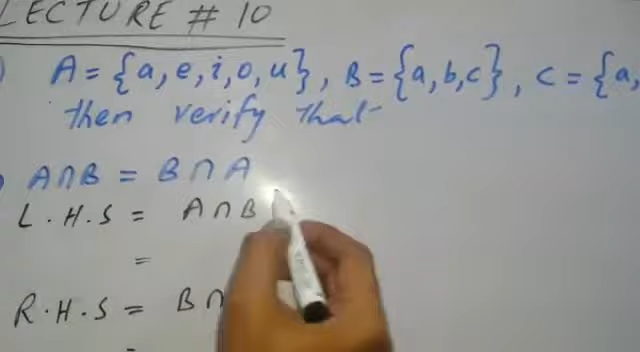 LECTURE # 10
) A = {a, e, i, o, u}, B = {a, b, c}, C = {a,
then verify that
) A∩B = B∩A
L.H.S = A∩B
=
R.H.S = B∩
=